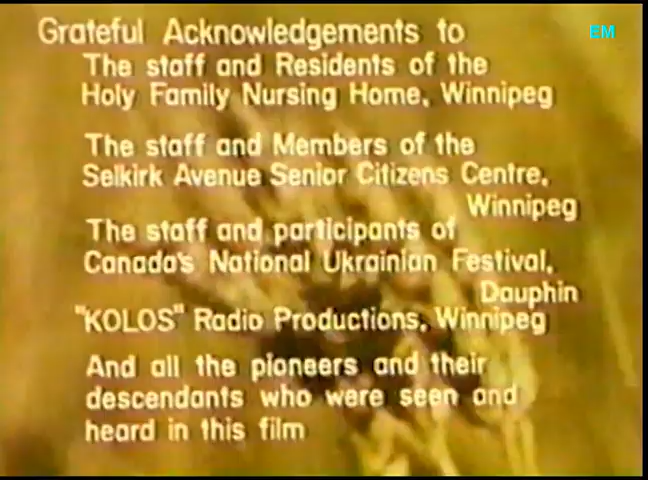 Grateful Acknowledgements to
EM
The staff and Residents of the
Holy Family Nursing Home, Winnipeg
The staff and Members of the
Selkirk Avenue Senior Citizens Centre,
Winnipeg
The staff and participants of
Canada's National Ukrainian Festival,
Dauphin
"KOLOS" Radio Productions, Winnipeg
And all the pioneers and their
descendants who were seen and
heard in this film